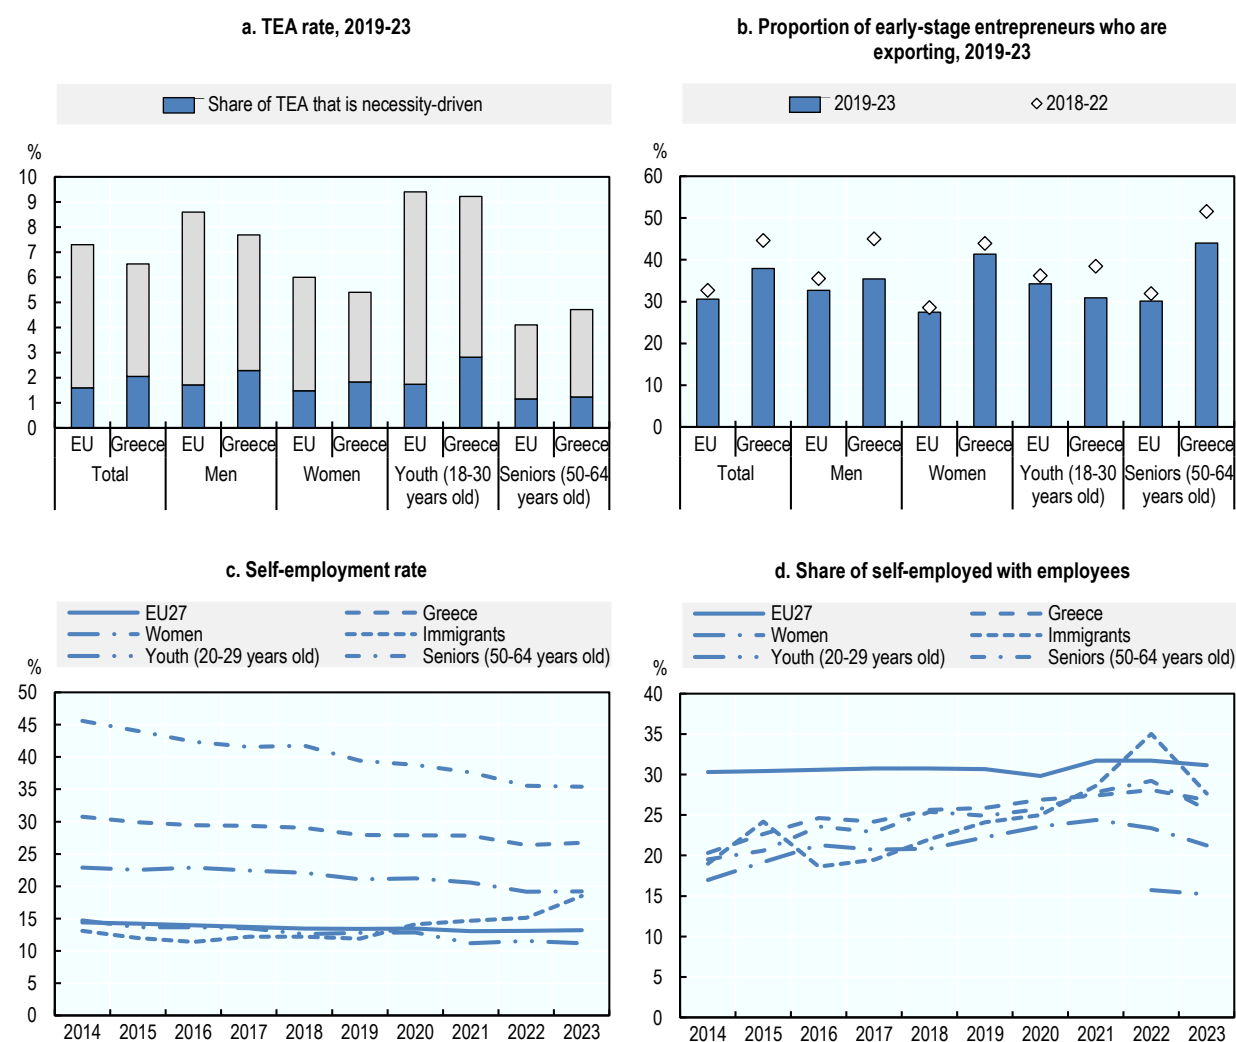 a. TEA rate, 2019-23
Share of TEA that is necessity-driven
%
10
9
8
7
6
5
4
3
2
1
0
EU Greece EU Greece EU Greece EU Greece EU Greece
Total Men Women Youth (18-30 years old) Seniors (50-64 years old)
b. Proportion of early-stage entrepreneurs who are
exporting, 2019-23
2019-23 2018-22
%
60
50
40
30
20
10
0
EU Greece EU Greece EU Greece EU Greece EU Greece
Total Men Women Youth (18-30 years old) Seniors (50-64 years old)
c. Self-employment rate
EU27 Greece
Women Immigrants
Youth (20-29 years old) Seniors (50-64 years old)
%
50
45
40
35
30
25
20
15
10
5
0
2014 2015 2016 2017 2018 2019 2020 2021 2022 2023
d. Share of self-employed with employees
EU27 Greece
Women Immigrants
Youth (20-29 years old) Seniors (50-64 years old)
%
40
35
30
25
20
15
10
5
0
2014 2015 2016 2017 2018 2019 2020 2021 2022 2023